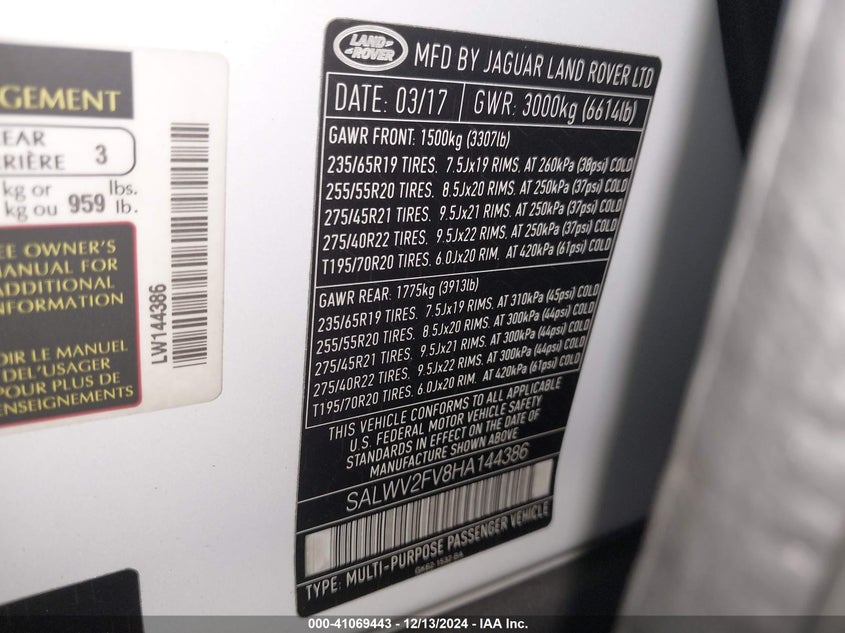 GEMENT
EAR
RIÈRE 3
kg or lbs.
kg ou 959 lb.
EE OWNER'S
MANUAL FOR
ADDITIONAL
NFORMATION
OIR LE MANUEL
DEL'USAGER
POUR PLUS DE
ENSEIGNEMENTS
LW144386
LAND ROVER
MFD BY JAGUAR LAND ROVER LTD
DATE: 03/17 GWR: 3000kg (6614lb)
GAWR FRONT: 1500kg (3307lb)
235/65R19 TIRES. 7.5Jx19 RIMS. AT 260kPa (38psi) COLD
255/55R20 TIRES. 8.5Jx20 RIMS. AT 250kPa (37psi) COLD
275/45R21 TIRES. 9.5Jx21 RIMS. AT 250kPa (37psi) COLD
275/40R22 TIRES. 9.5Jx22 RIMS. AT 250kPa (37psi) COLD
T195/70R20 TIRES. 6.0Jx20 RIM. AT 420kPa (61psi) COLD
GAWR REAR: 1775kg (3913lb)
235/65R19 TIRES. 7.5Jx19 RIMS. AT 310kPa (45psi) COLD
255/55R20 TIRES. 8.5Jx20 RIMS. AT 300kPa (44psi) COLD
275/45R21 TIRES. 9.5Jx21 RIMS. AT 300kPa (44psi) COLD
275/40R22 TIRES. 9.5Jx22 RIMS. AT 300kPa (44psi) COLD
T195/70R20 TIRES. 6.0Jx20 RIM. AT 420kPa (61psi) COLD
THIS VEHICLE CONFORMS TO ALL APPLICABLE
U.S. FEDERAL MOTOR VEHICLE SAFETY
STANDARDS IN EFFECT ON THE DATE OF
MANUFACTURE SHOWN ABOVE
SALWV2FV8HA144386
TYPE: MULTI-PURPOSE PASSENGER VEHICLE
000-41069443 - 12/13/2024 - IAA Inc.